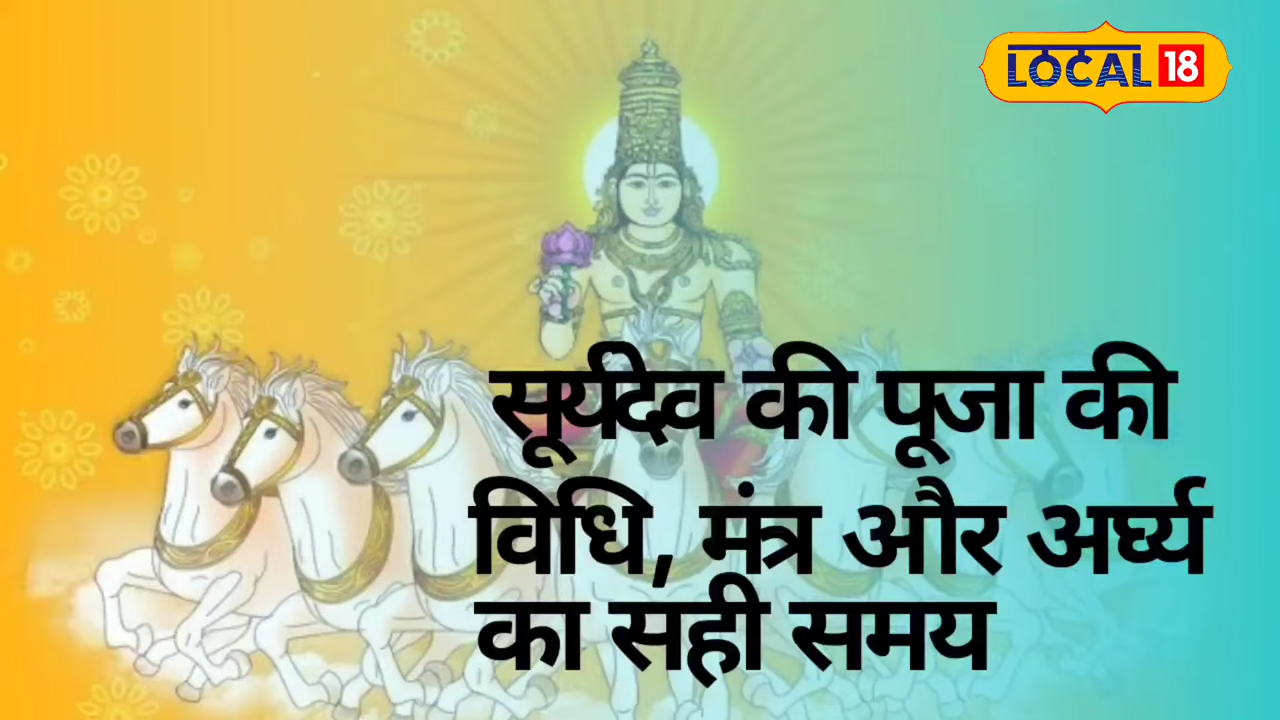 LOCAL 18
सूर्यदेव की पूजा की
विधि, मंत्र और अर्घ्य
का सही समय